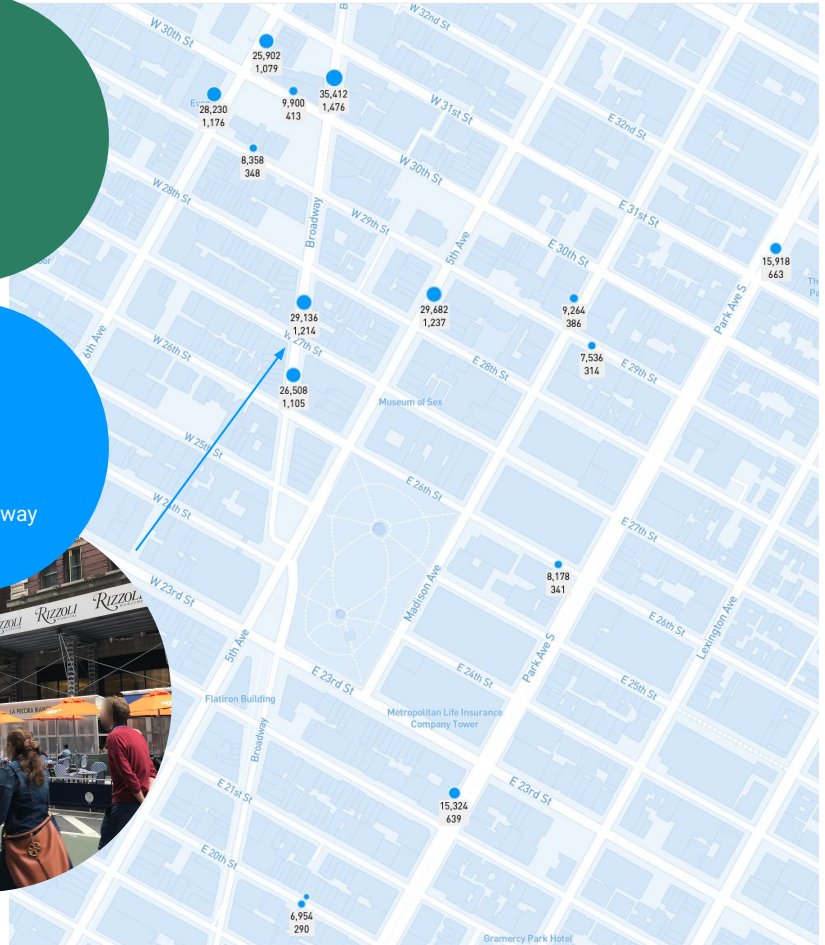 W 30th St
B
W 32nd St
25,902
1,079
35,412
1,476
9,900
413
28,230
1,176
W 31st St
E 32nd St
8,358
348
W 30th St
W 28th St
W 29th St
E 31st St
Broadway
5th Ave
E 30th St
15,918
663
29,136
1,214
29,682
1,237
9,264
386
Park Ave S
6th Ave
W 26th St
W 27th St
7,536
314
E 28th St
E 29th St
26,508
1,105
Museum of Sex
W 25th St
E 26th St
W 24th St
way
E 27th St
8,178
341
W 23rd St
Madison Ave
RIZZOLI
RIZZOLI
E 26th St
Lexington Ave
5th Ave
Park Ave S
E 23rd St
E 24th St
E 25th St
Flatiron Building
Metropolitan Life Insurance
Company Tower
Broadway
E 21st St
15,324
639
E 23rd St
E 20th St
6,954
290
Gramercy Park Hotel